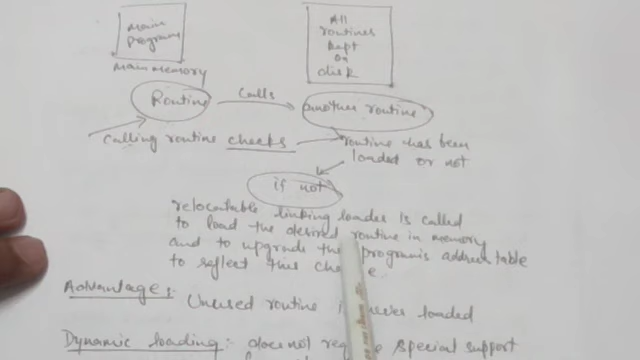 Main
Program
Main memory
All
routines
kept
on
disk
Routine
calls
another routine
calling routine checks
routine has been
loaded or not
if not
relocatable linking loader is called
to load the desired routine in memory
and to upgrade the program's address table
to reflect this
Advantage:
Unused routine is never loaded
Dynamic loading:- does not require special support